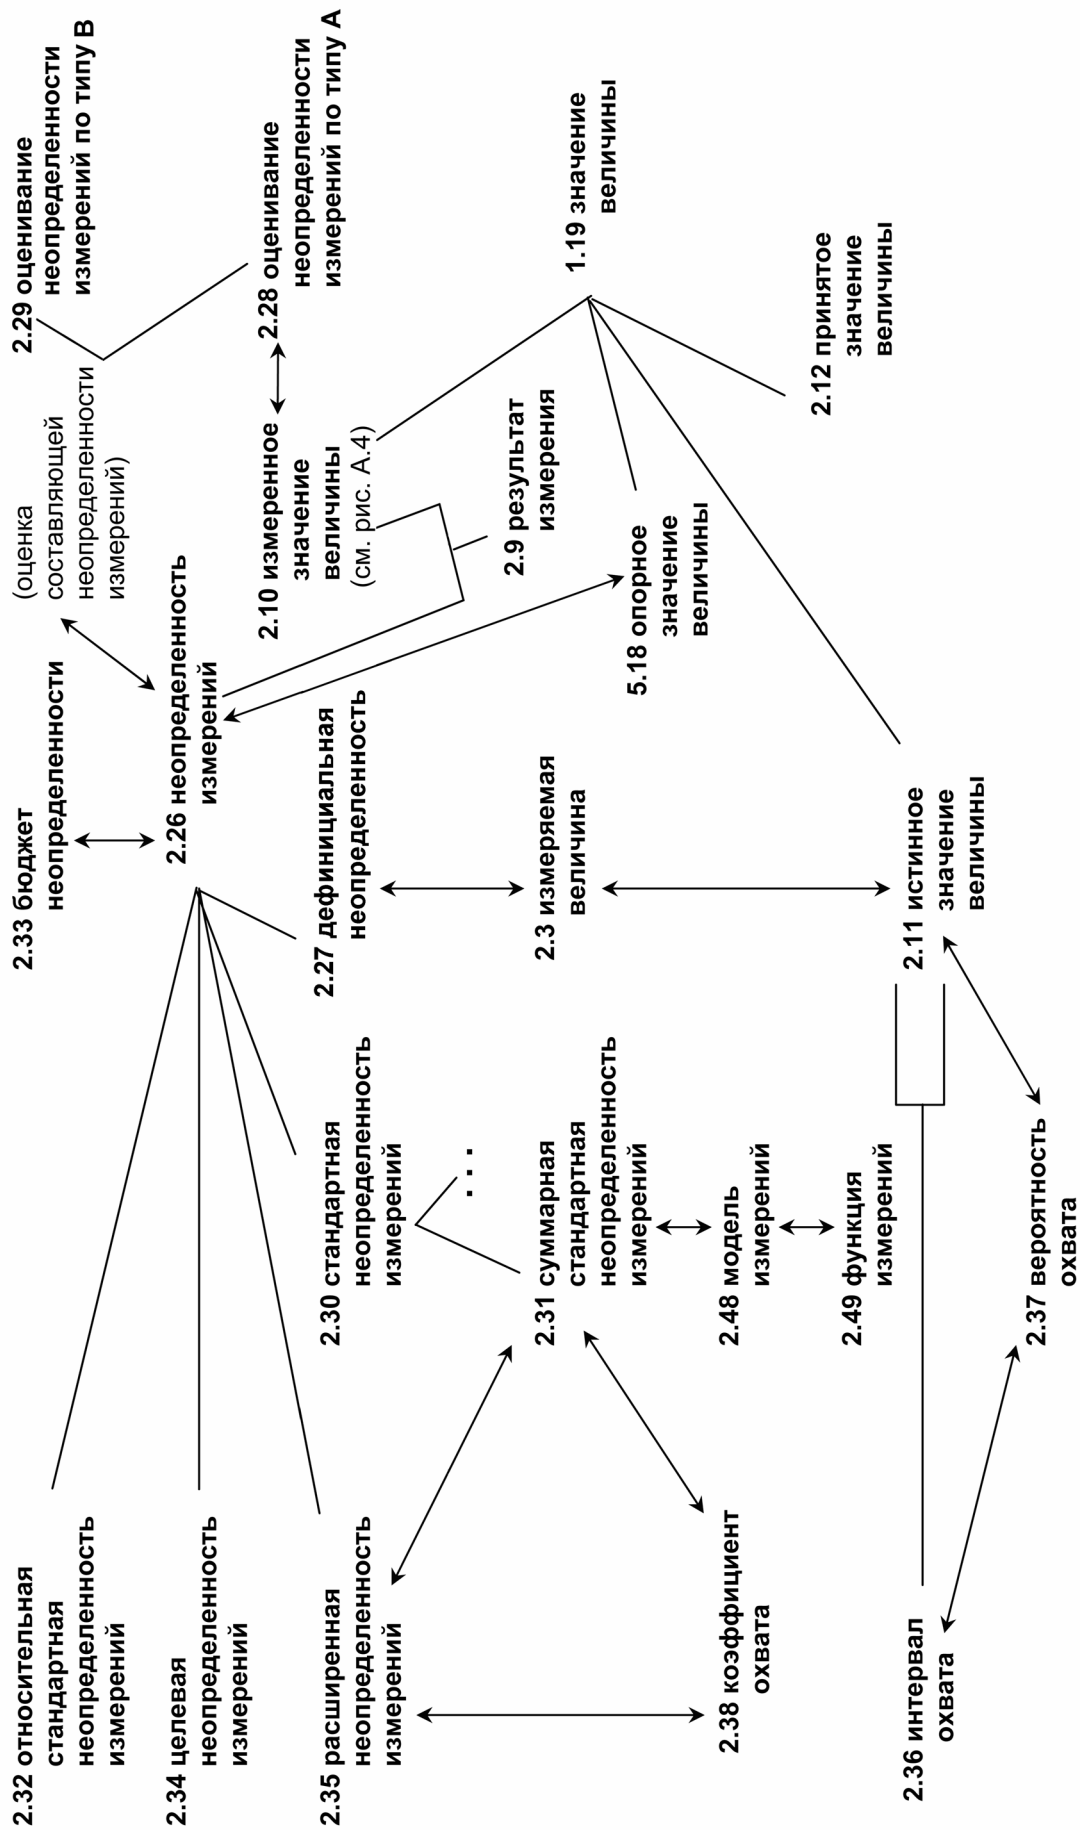 2.32 относительная
стандартная
неопределенность
измерений
2.34 целевая
неопределенность
измерений
2.35 расширенная
неопределенность
измерений
2.38 коэффициент
охвата
2.36 интервал
охвата
2.30 стандартная
неопределенность
измерений
. . .
2.31 суммарная
стандартная
неопределенность
измерений
2.48 модель
измерений
2.49 функция
измерений
2.37 вероятность
охвата
2.33 бюджет
неопределенности
2.26 неопределенность
измерений
2.27 дефинициальная
неопределенность
2.3 измеряемая
величина
2.11 истинное
значение
величины
(оценка
составляющей
неопределенности
измерений)
2.10 измеренное
значение
величины
(см. рис. А.4)
2.9 результат
измерения
5.18 опорное
значение
величины
2.29 оценивание
неопределенности
измерений по типу В
2.28 оценивание
неопределенности
измерений по типу А
1.19 значение
величины
2.12 принятое
значение
величины